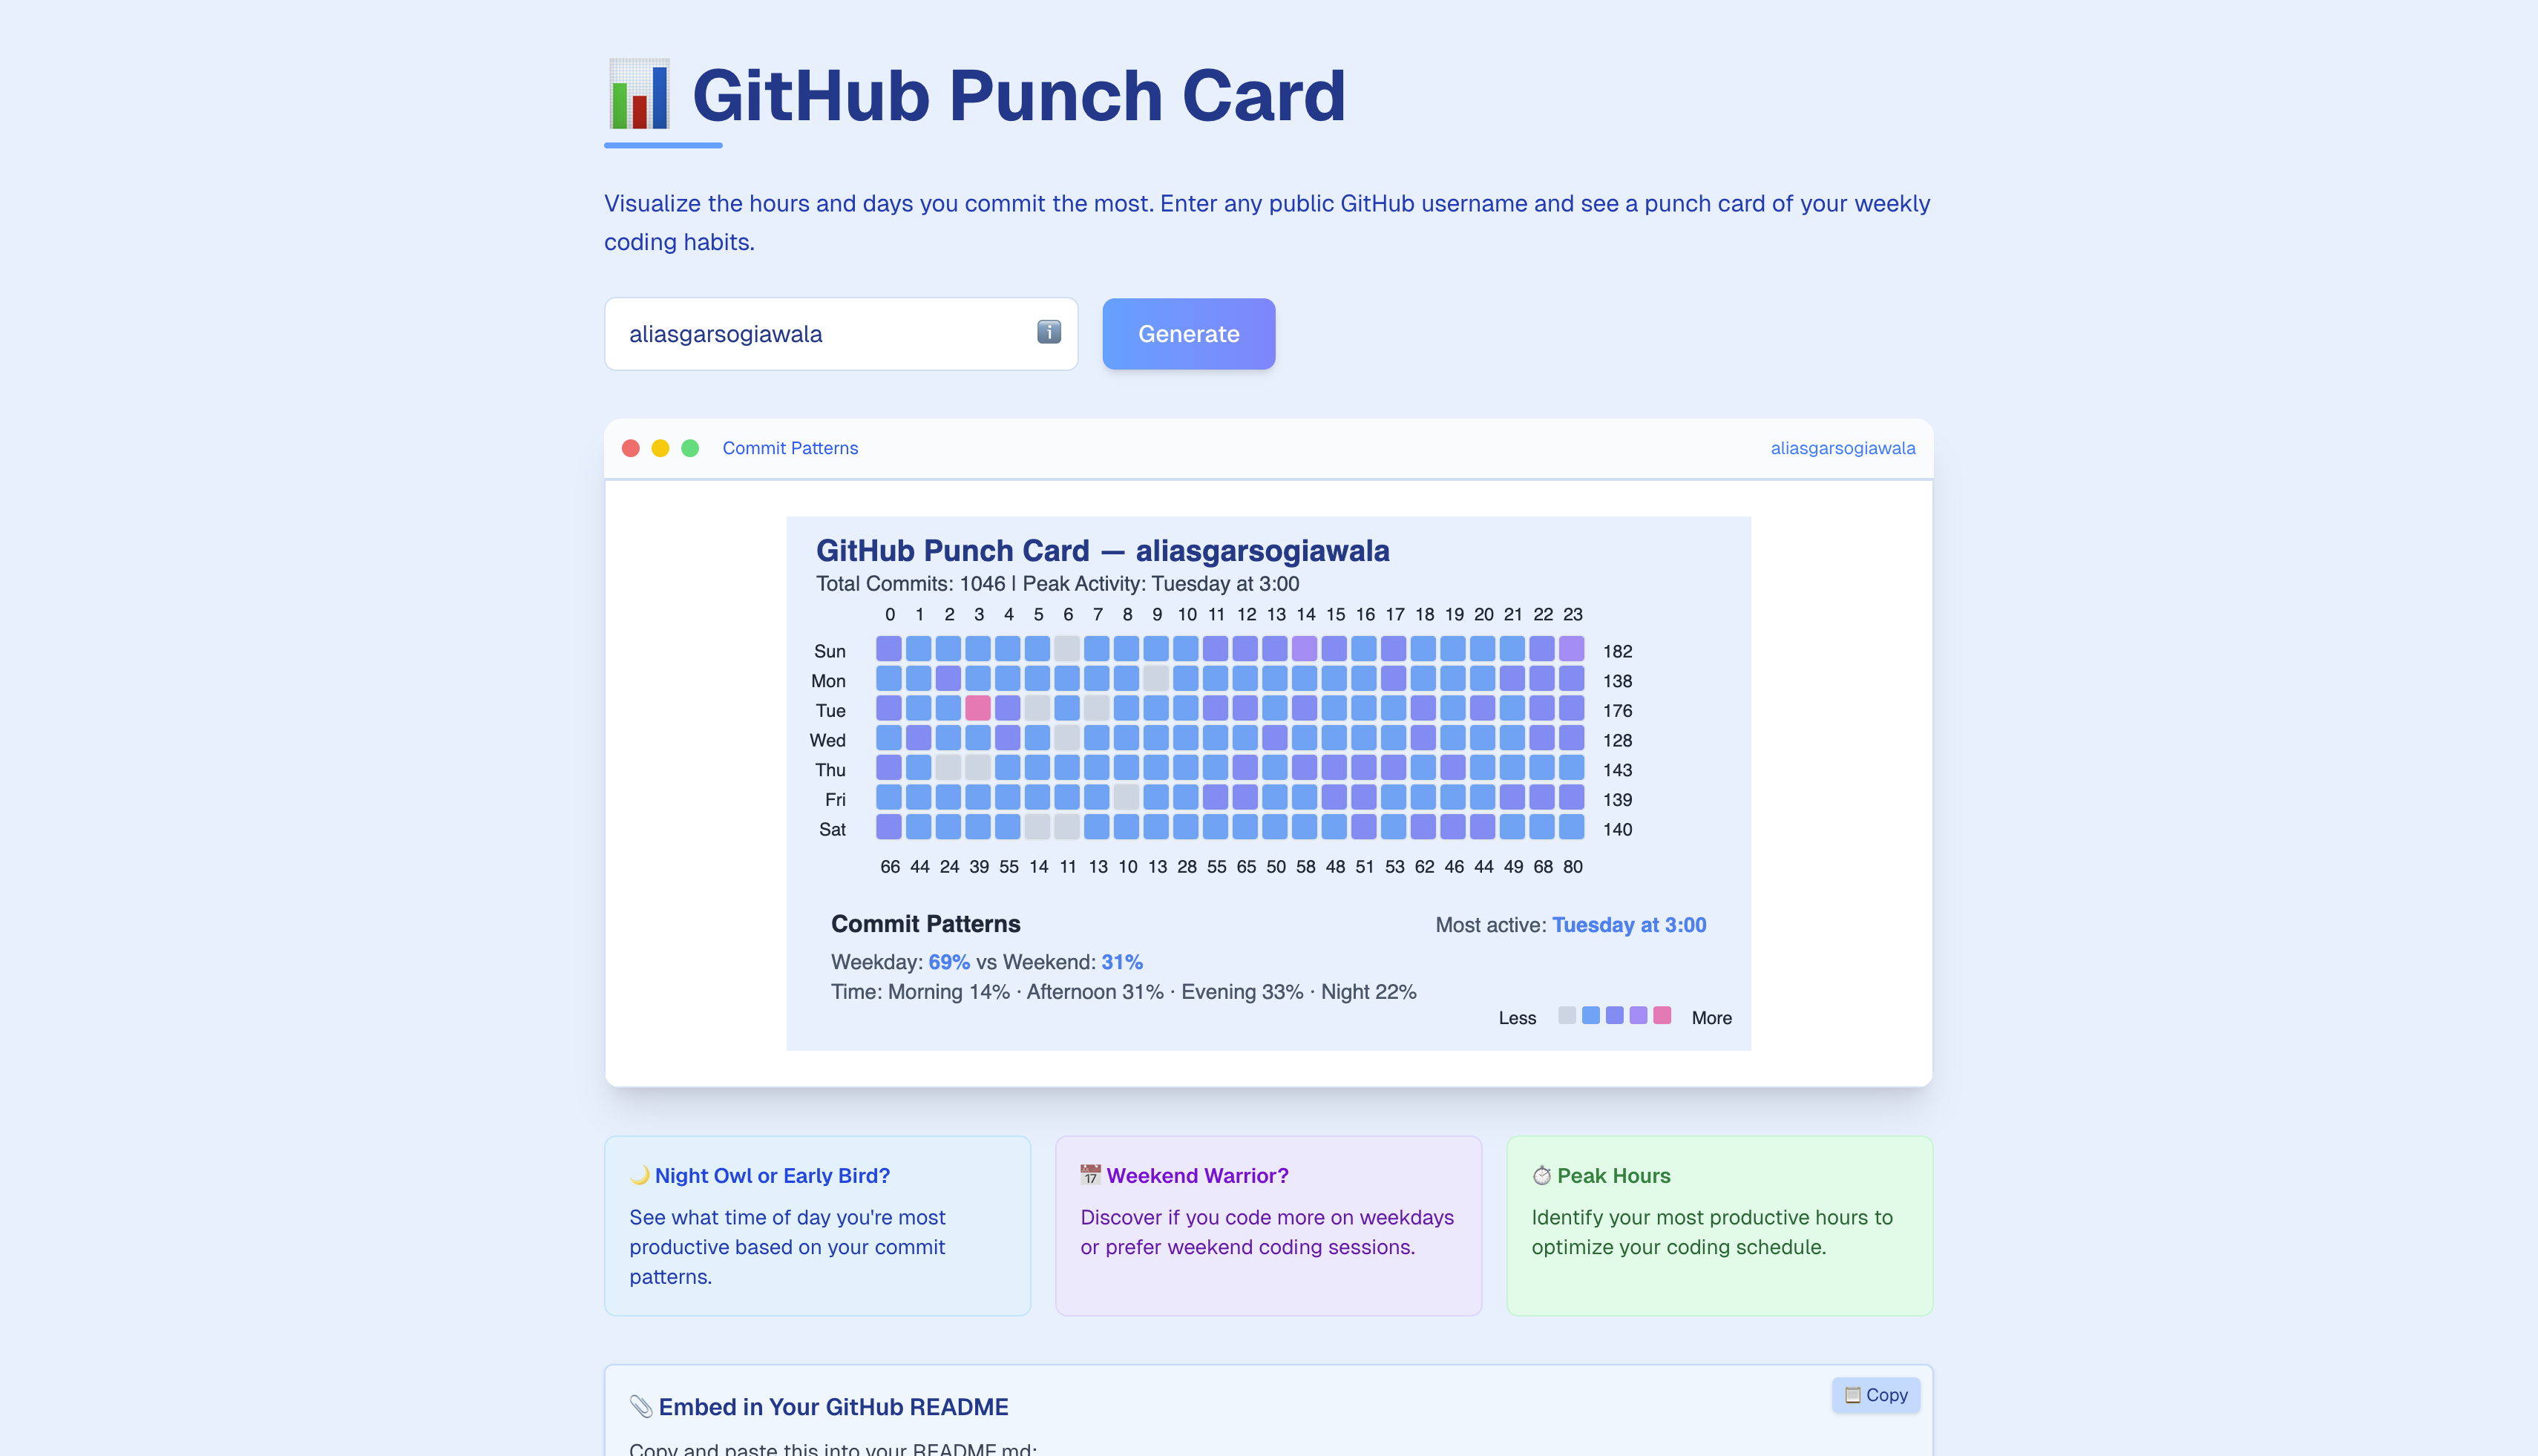 GitHub Punch Card
Visualize the hours and days you commit the most. Enter any public GitHub username and see a punch card of your weekly
coding habits.
aliasgarsogiawala
Generate
Commit Patterns
aliasgarsogiawala
GitHub Punch Card — aliasgarsogiawala
Total Commits: 1046 | Peak Activity: Tuesday at 3:00
0 1 2 3 4 5 6 7 8 9 10 11 12 13 14 15 16 17 18 19 20 21 22 23
Sun 182
Mon 138
Tue 176
Wed 128
Thu 143
Fri 139
Sat 140
66 44 24 39 55 14 11 13 10 13 28 55 65 50 58 48 51 53 62 46 44 49 68 80
Commit Patterns
Most active: Tuesday at 3:00
Weekday: 69% vs Weekend: 31%
Time: Morning 14% · Afternoon 31% · Evening 33% · Night 22%
Less More
🌙 Night Owl or Early Bird?
See what time of day you're most
productive based on your commit
patterns.
📅 Weekend Warrior?
Discover if you code more on weekdays
or prefer weekend coding sessions.
⏱️ Peak Hours
Identify your most productive hours to
optimize your coding schedule.
📎 Embed in Your GitHub README
📋 Copy
Copy and paste this into your README.md: